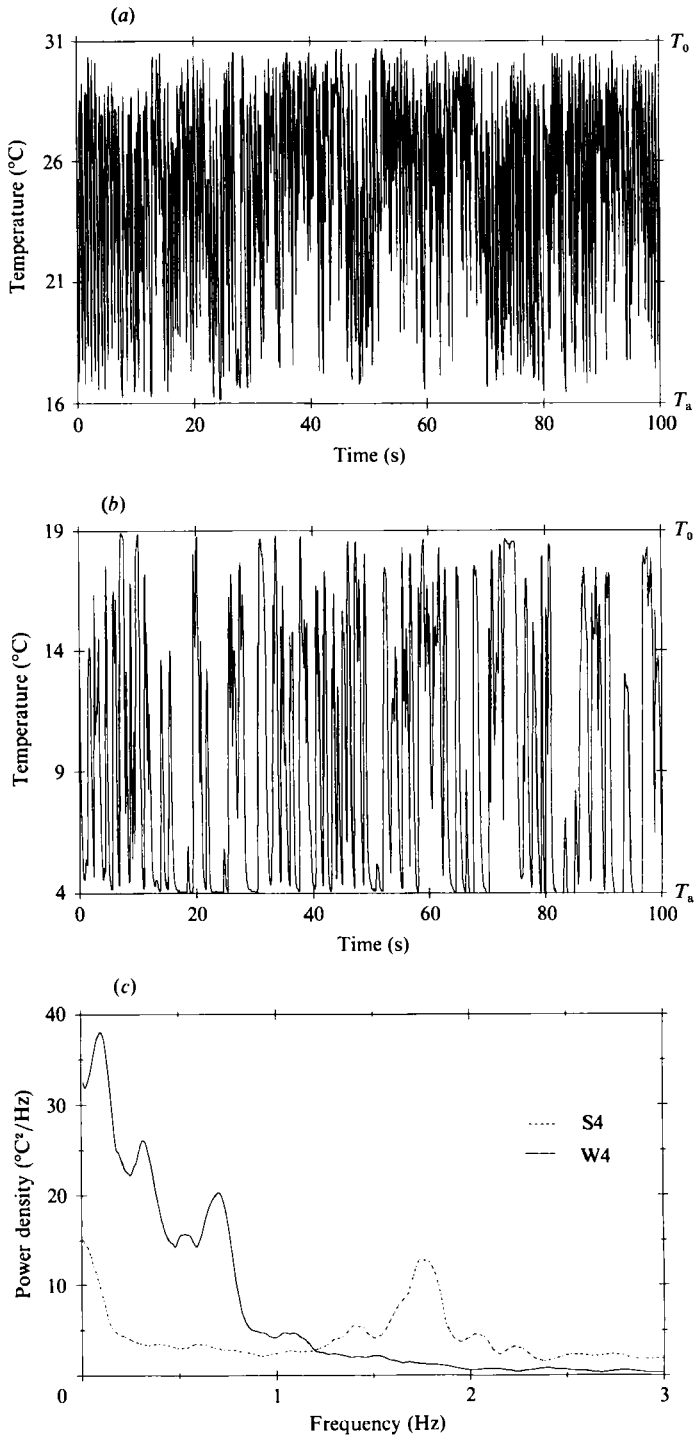 (a)
31
T₀
26
Temperature (°C)
21
16
Tₐ
0
20
40
60
80
100
Time (s)
(b)
19
T₀
14
Temperature (°C)
9
4
Tₐ
0
20
40
60
80
100
Time (s)
(c)
40
30
S4
W4
20
Power density (°C²/Hz)
10
0
1
2
3
Frequency (Hz)